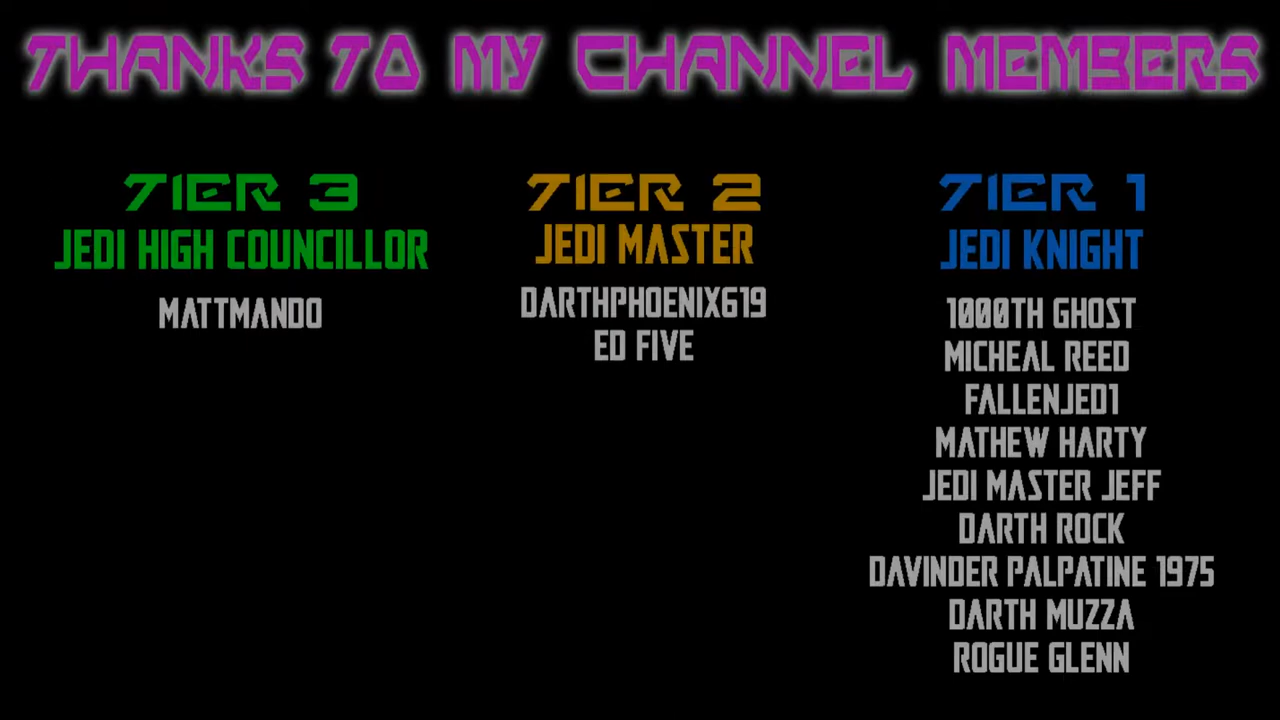 THANKS TO MY CHANNEL MEMBERS
TIER 3
JEDI HIGH COUNCILLOR
MATTMANDO
TIER 2
JEDI MASTER
DARTHPHOENIX619
ED FIVE
TIER 1
JEDI KNIGHT
1000TH GHOST
MICHEAL REED
FALLENJED1
MATHEW HARTY
JEDI MASTER JEFF
DARTH ROCK
DAVINDER PALPATINE 1975
DARTH MUZZA
ROGUE GLENN